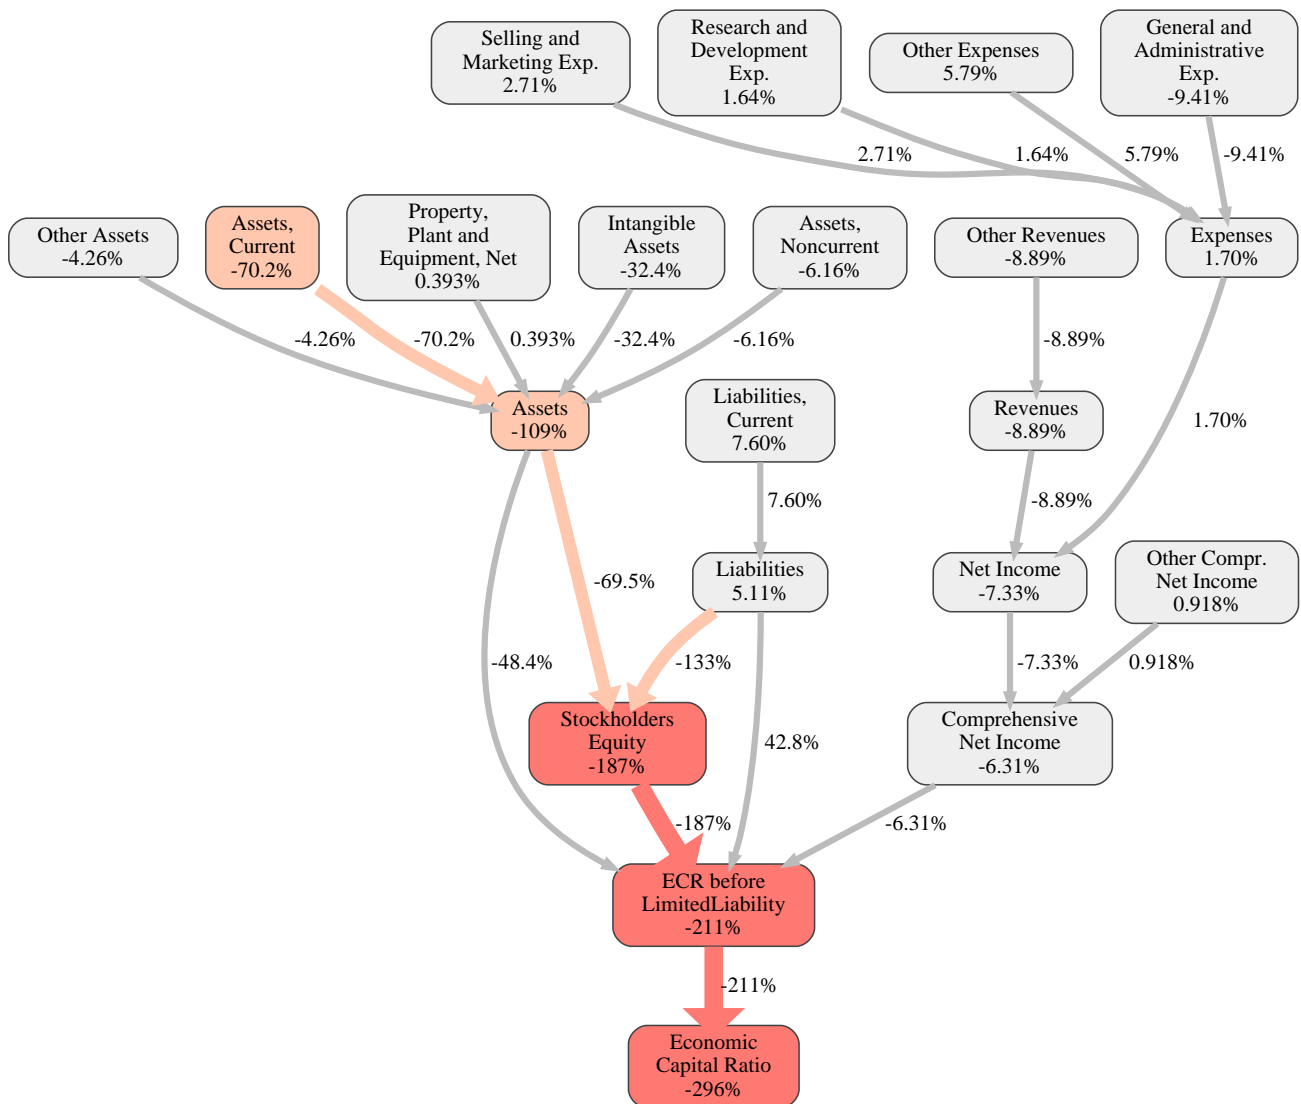 Selling and
Marketing Exp.
2.71%
Research and
Development
Exp.
1.64%
Other Expenses
5.79%
General and
Administrative
Exp.
-9.41%
2.71%
1.64%
5.79%
-9.41%
Other Assets
-4.26%
Assets,
Current
-70.2%
Property,
Plant and
Equipment, Net
0.393%
Intangible
Assets
-32.4%
Assets,
Noncurrent
-6.16%
Other Revenues
-8.89%
Expenses
1.70%
-4.26%
-70.2%
0.393%
-32.4%
-6.16%
-8.89%
Assets
-109%
Liabilities,
Current
7.60%
Revenues
-8.89%
1.70%
7.60%
-8.89%
-69.5%
Liabilities
5.11%
Net Income
-7.33%
Other Compr.
Net Income
0.918%
-48.4%
-133%
-7.33%
0.918%
Stockholders
Equity
-187%
42.8%
Comprehensive
Net Income
-6.31%
-187%
-6.31%
ECR before
LimitedLiability
-211%
-211%
Economic
Capital Ratio
-296%